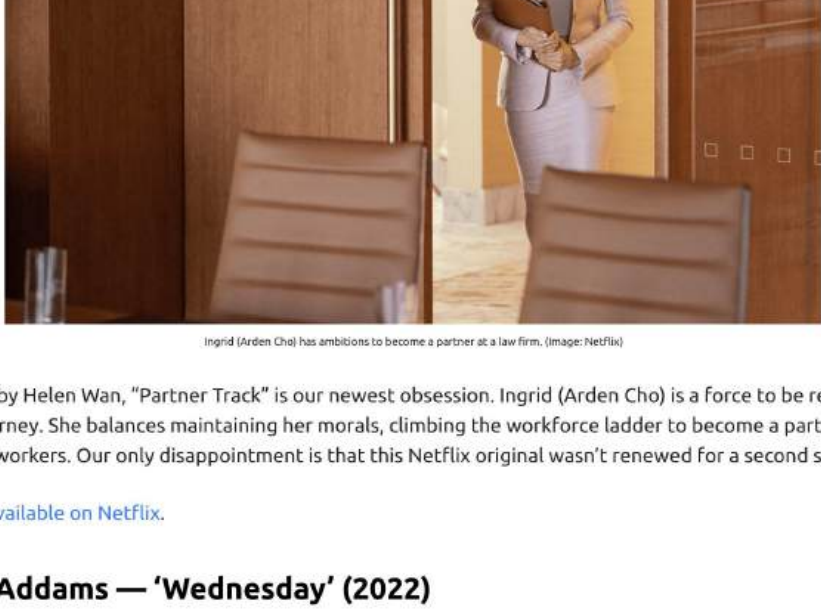 Ingrid (Arden Cho) has ambitions to become a partner at a law firm. (Image: Netflix)
by Helen Wan, “Partner Track” is our newest obsession. Ingrid (Arden Cho) is a force to be re
rney. She balances maintaining her morals, climbing the workforce ladder to become a part
workers. Our only disappointment is that this Netflix original wasn’t renewed for a second s
vailable on Netflix.
Addams — ‘Wednesday’ (2022)